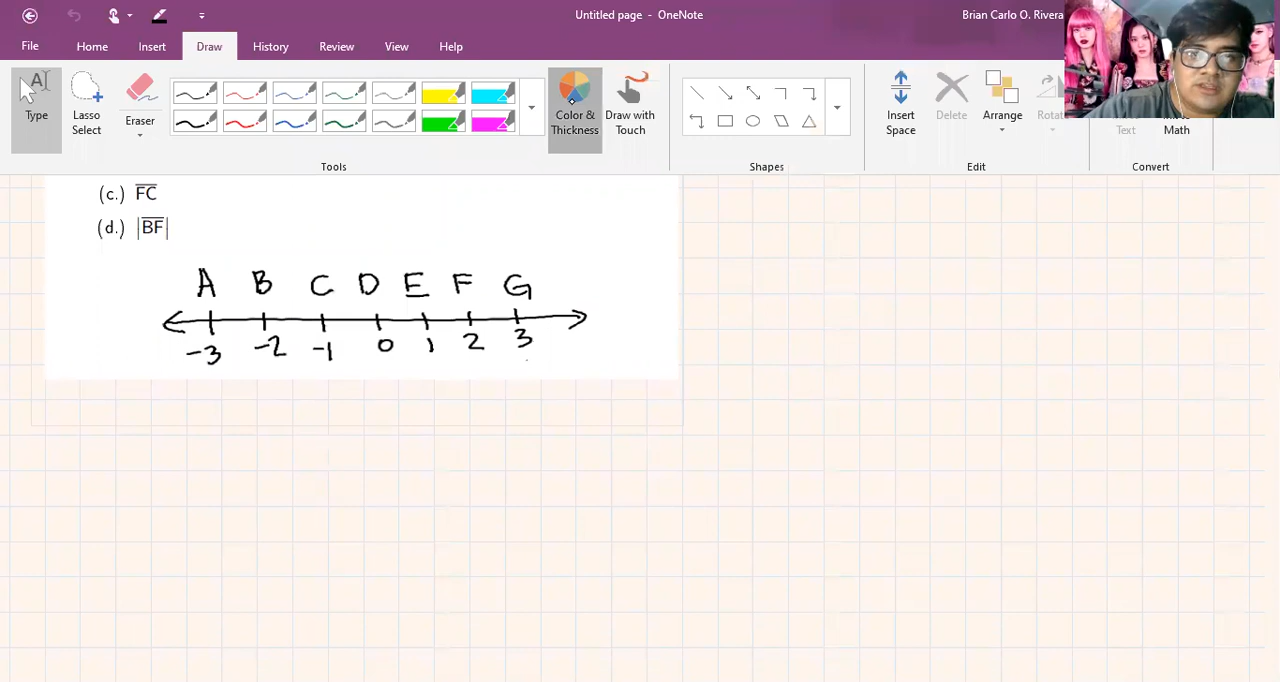 Untitled page - OneNote
Brian Carlo O. Rivera
File Home Insert Draw History Review View Help
Type
Lasso Select
Eraser
Color & Thickness
Draw with Touch
Insert Space
Delete
Arrange
Rotat
Text
Math
Tools
Shapes
Edit
Convert
(c.) F̅C̅
(d.) |B̅F̅|
A B C D E F G
-3 -2 -1 0 1 2 3